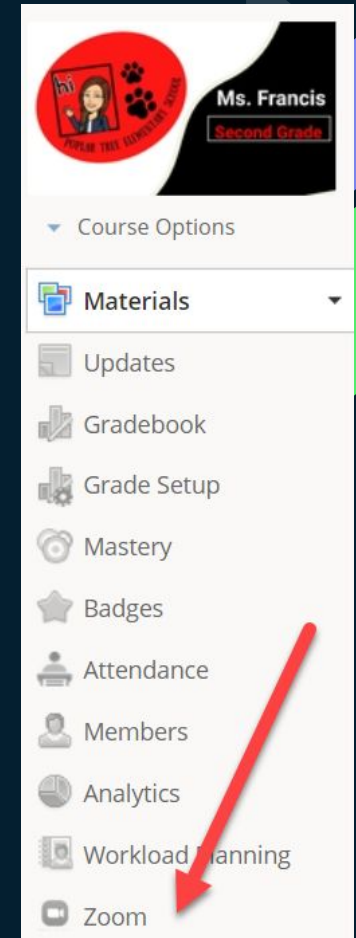 hi
POPLAR TREE ELEMENTARY SCHOOL
Ms. Francis
Second Grade
Course Options
Materials
Updates
Gradebook
Grade Setup
Mastery
Badges
Attendance
Members
Analytics
Workload Planning
Zoom